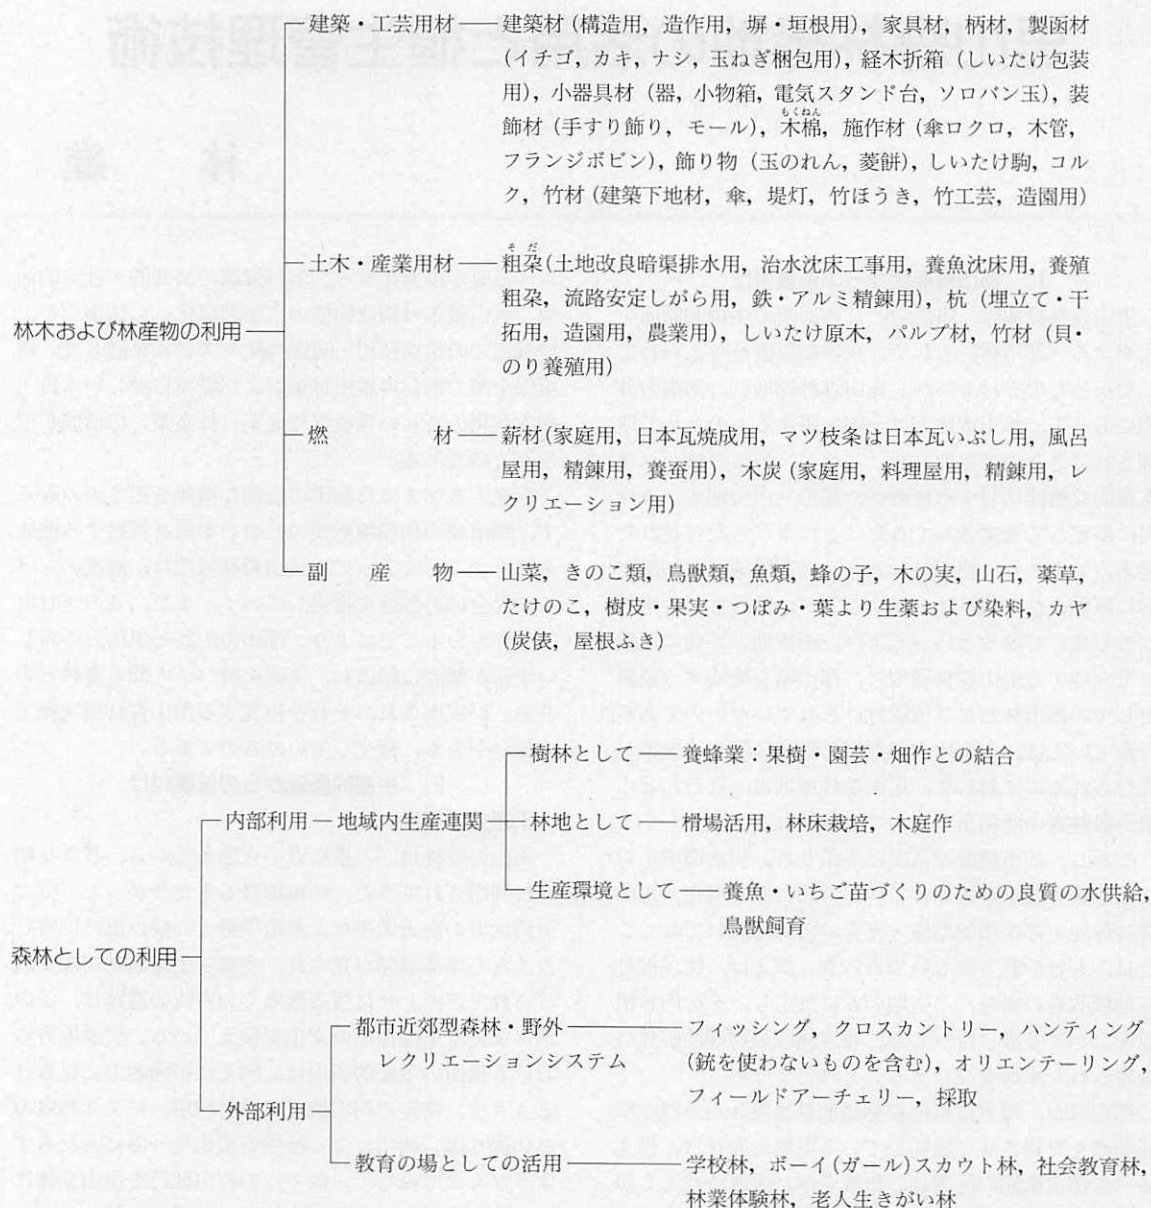 建築・工芸用材
建築材(構造用，造作用，塀・垣根用)，家具材，柄材，製函材
(イチゴ，カキ，ナシ，玉ねぎ梱包用)，経木折箱（しいたけ包装
用)，小器具材（器，小物箱，電気スタンド台，ソロバン玉)，装
もくねん
飾材（手すり飾り，モール)，木棉，施作材（傘ロクロ，木管，
フランジボビン)，飾り物（玉のれん，菱餅)，しいたけ駒，コル
ク，竹材（建築下地材，傘，堤灯，竹ほうき，竹工芸，造園用）
林木および林産物の利用
土木・産業用材
そだ
粗朶(土地改良暗渠排水用，治水沈床工事用，養魚沈床用，養殖
粗朶，流路安定しがら用，鉄・アルミ精錬用)，杭（埋立て・干
拓用，造園用，農業用)，しいたけ原木，パルプ材，竹材（貝・
のり養殖用）
燃材
薪材(家庭用，日本瓦焼成用，マツ枝条は日本瓦いぶし用，風呂
屋用，精錬用，養蚕用)，木炭（家庭用，料理屋用，精錬用，レ
クリエーション用）
副産物
山菜，きのこ類，鳥獣類，魚類，蜂の子，木の実，山石，薬草，
たけのこ，樹皮・果実・つぼみ・葉より生薬および染料，カヤ
（炭俵，屋根ふき）
森林としての利用
内部利用
地域内生産連関
樹林として
養蜂業：果樹・園芸・畑作との結合
林地として
榾場活用，林床栽培，木庭作
生産環境として
養魚・いちご苗づくりのための良質の水供給，
鳥獣飼育
外部利用
都市近郊型森林・野外
レクリエーションシステム
フィッシング，クロスカントリー，ハンティング
(銃を使わないものを含む)，オリエンテーリング，
フィールドアーチェリー，採取
教育の場としての活用
学校林，ボーイ(ガール)スカウト林，社会教育林，
林業体験林，老人生きがい林